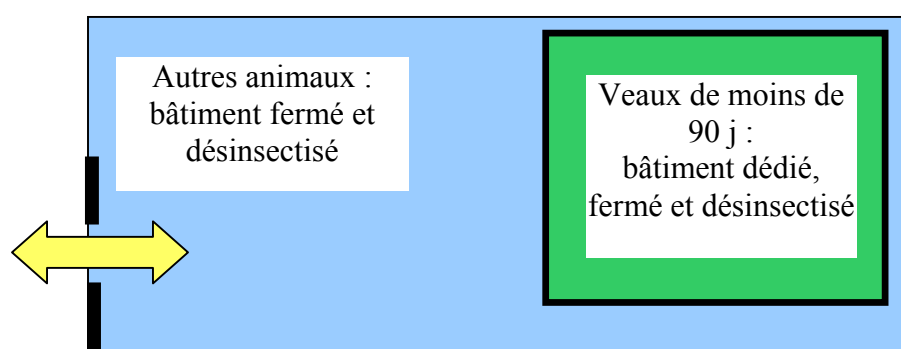 Autres animaux :
bâtiment fermé et
désinsectisé
Veaux de moins de
90 j :
bâtiment dédié,
fermé et désinsectisé